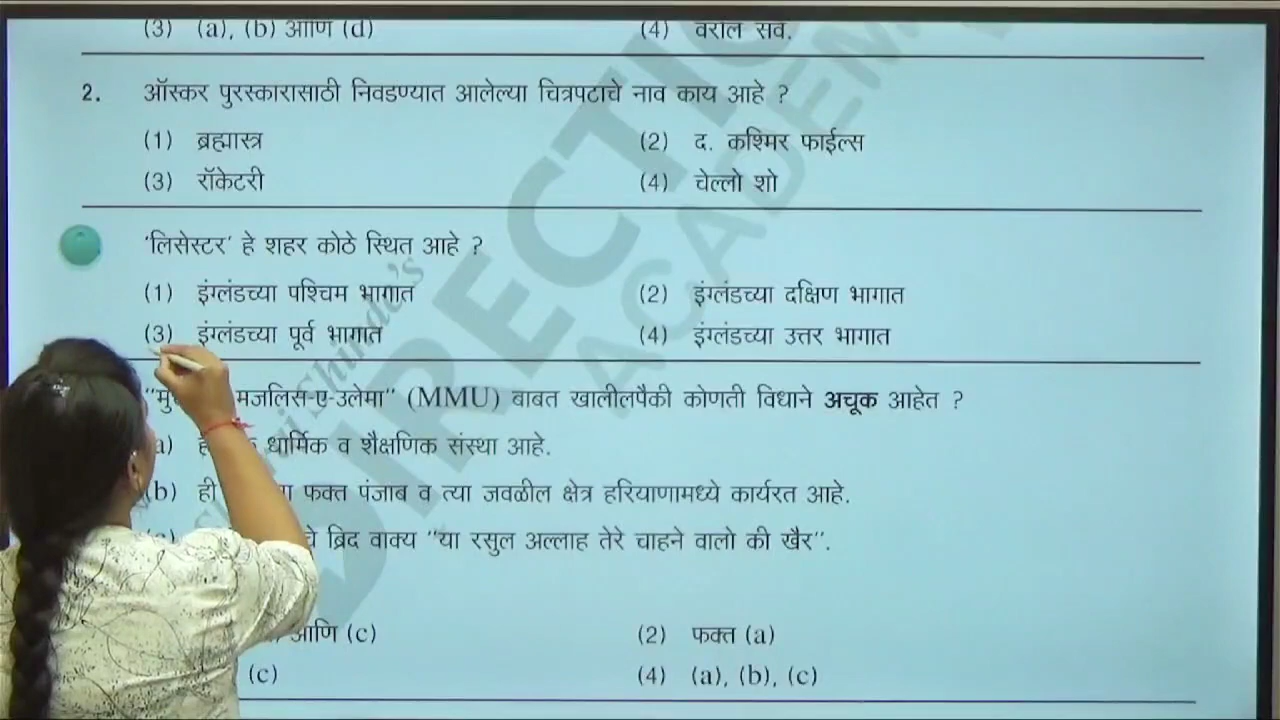 (3) (a), (b) आणि (d) (4) वरील सर्व.
2. ऑस्कर पुरस्कारासाठी निवडण्यात आलेल्या चित्रपटाचे नाव काय आहे ?
(1) ब्रह्मास्त्र (2) द. कश्मिर फाईल्स
(3) रॉकेटरी (4) चेल्लो शो
'लिसेस्टर' हे शहर कोठे स्थित आहे ?
(1) इंग्लंडच्या पश्चिम भागात (2) इंग्लंडच्या दक्षिण भागात
(3) इंग्लंडच्या पूर्व भागात (4) इंग्लंडच्या उत्तर भागात
मजलिस-ए-उलेमा" (MMU) बाबत खालीलपैकी कोणती विधाने अचूक आहेत ?
धार्मिक व शैक्षणिक संस्था आहे.
(b) ही फक्त पंजाब व त्या जवळील क्षेत्र हरियाणामध्ये कार्यरत आहे.
ब्रिद वाक्य "या रसुल अल्लाह तेरे चाहने वालो की खैर".
आणि (c) (2) फक्त (a)
(c) (4) (a), (b), (c)